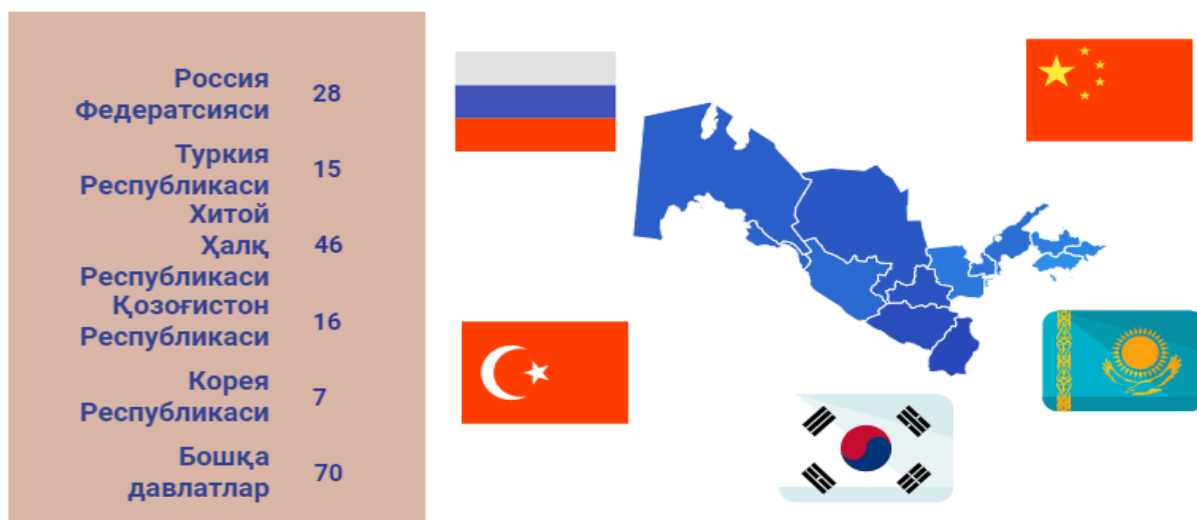 Россия
Федератсияси 28
Туркия
Республикаси 15
Хитой
Ҳалқ 46
Республикаси
Қозоғистон
Республикаси 16
Корея
Республикаси 7
Бошқа
давлатлар 70